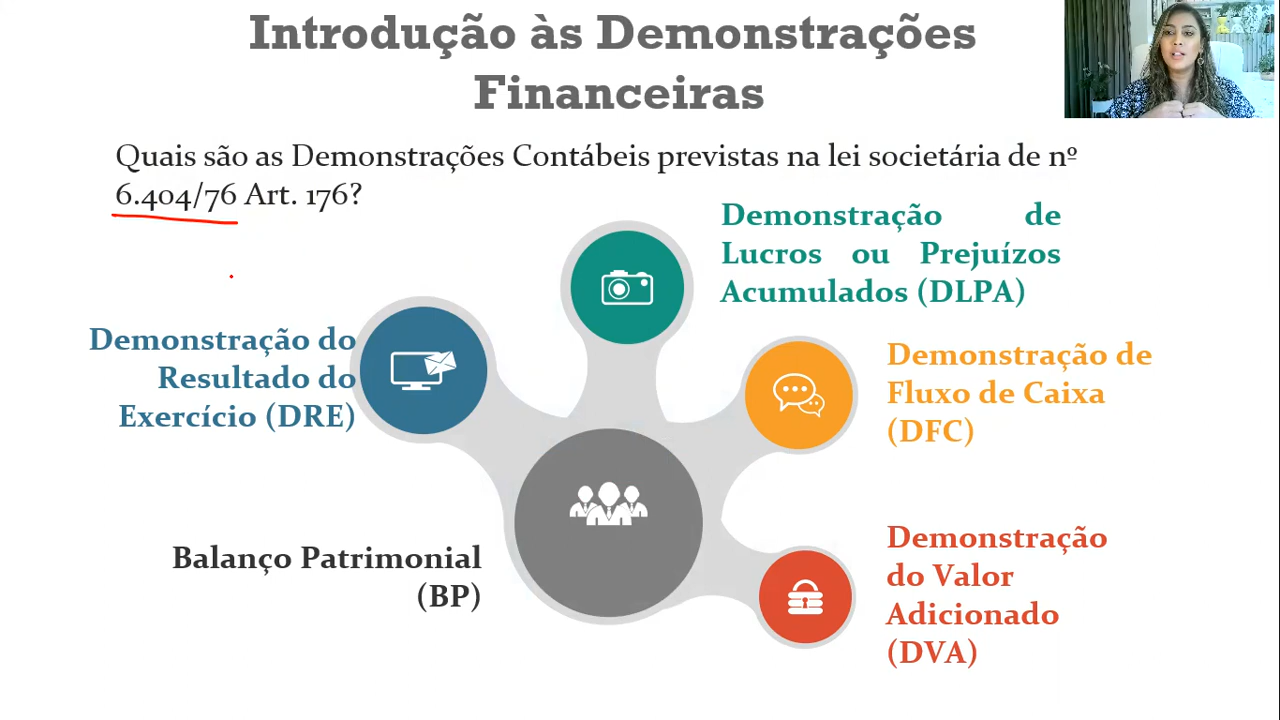 Introdução às Demonstrações
Financeiras
Quais são as Demonstrações Contábeis previstas na lei societária de nº
6.404/76 Art. 176?
Demonstração de
Lucros ou Prejuízos
Acumulados (DLPA)
Demonstração do
Resultado do
Exercício (DRE)
Demonstração de
Fluxo de Caixa
(DFC)
Balanço Patrimonial
(BP)
Demonstração
do Valor
Adicionado
(DVA)